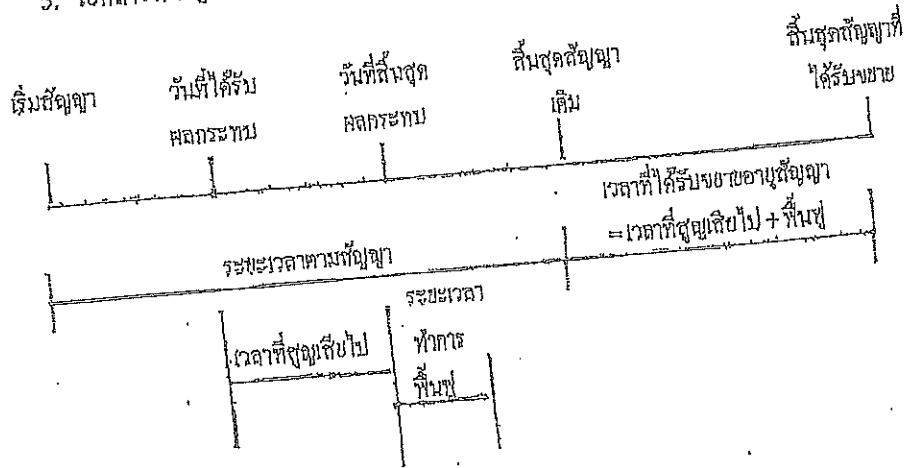 5.
เริ่มสัญญา
วันที่ได้รับ
ผลกระทบ
วันที่สิ้นสุด
ผลกระทบ
สิ้นสุดสัญญา
เดิม
สิ้นสุดสัญญาที่
ได้รับขยาย
เวลาที่ได้รับขยายอายุสัญญา
=เวลาที่สูญเสียไป + ฟื้นฟู
ระยะเวลาตามสัญญา
เวลาที่สูญเสียไป
ระยะเวลา
ทำการ
ฟื้นฟู